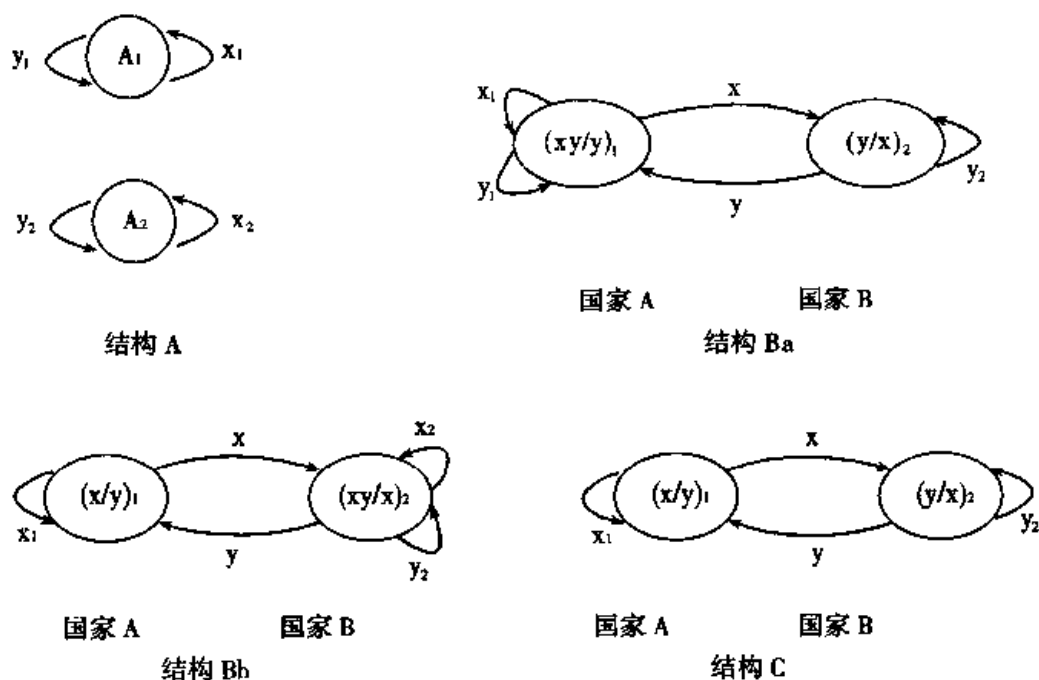 y₁ A₁ x₁
y₂ A₂ x₂
结构 A
x₁ x
(xy/y)₁ (y/x)₂
y₁ y y₂
国家 A 国家 B
结构 Ba
x x₂
(x/y)₁ (xy/x)₂
x₁ y y₂
国家 A 国家 B
结构 Bb
x
(x/y)₁ (y/x)₂
x₁ y y₂
国家 A 国家 B
结构 C